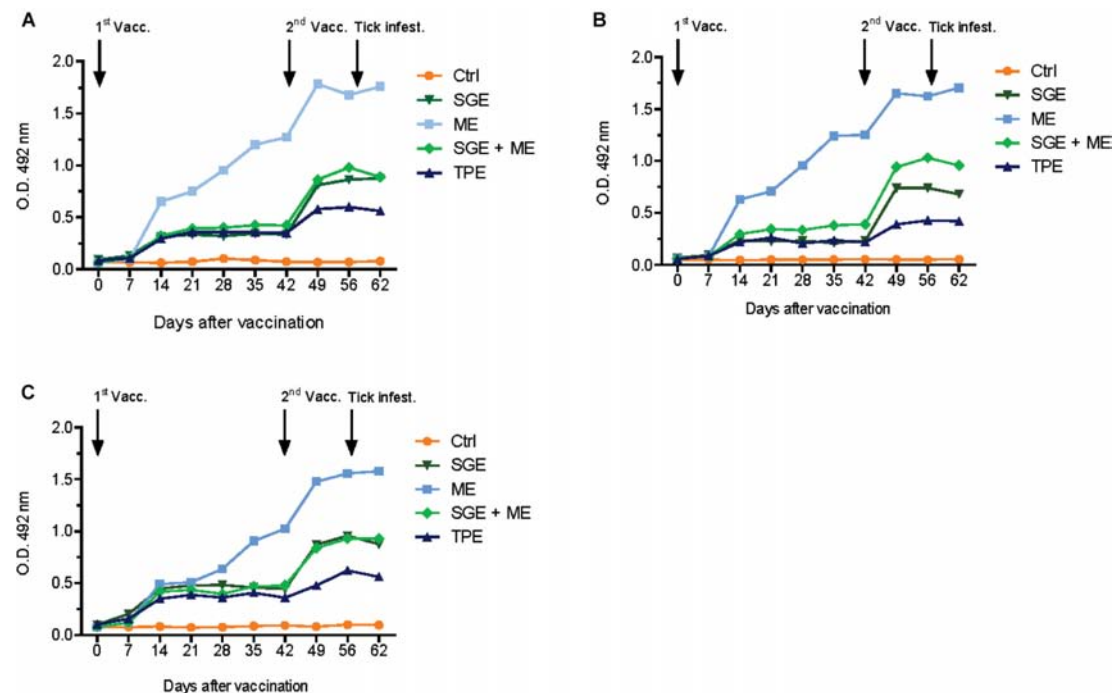 A
1st Vacc.
2nd Vacc. Tick infest.
O.D. 492 nm
2.0
1.5
1.0
0.5
0.0
0 7 14 21 28 35 42 49 56 62
Days after vaccination
Ctrl
SGE
ME
SGE + ME
TPE
B
1st Vacc.
2nd Vacc. Tick infest.
O.D. 492 nm
2.0
1.5
1.0
0.5
0.0
0 7 14 21 28 35 42 49 56 62
Days after vaccination
Ctrl
SGE
ME
SGE + ME
TPE
C
1st Vacc.
2nd Vacc. Tick infest.
O.D. 492 nm
2.0
1.5
1.0
0.5
0.0
0 7 14 21 28 35 42 49 56 62
Days after vaccination
Ctrl
SGE
ME
SGE + ME
TPE